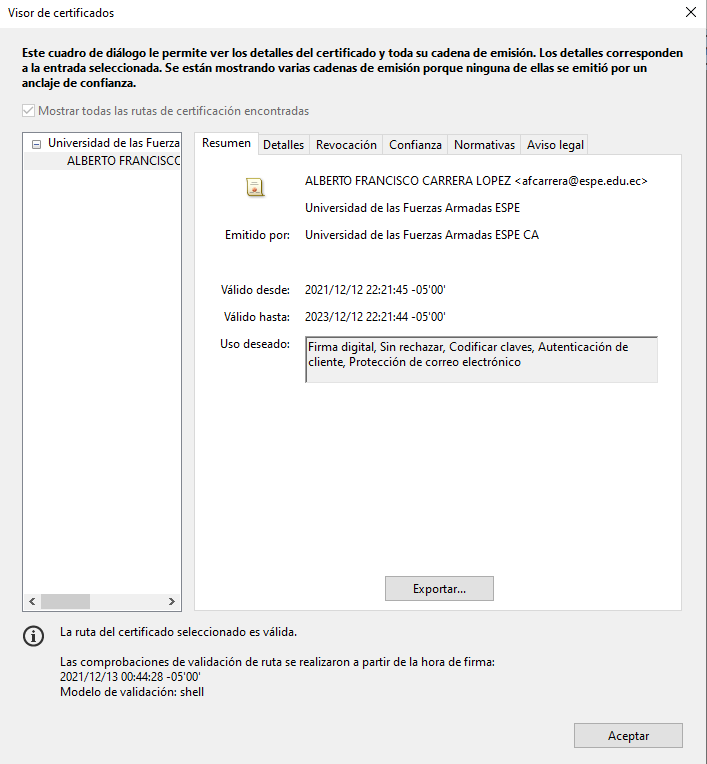 Visor de certificados
Este cuadro de diálogo le permite ver los detalles del certificado y toda su cadena de emisión. Los detalles corresponden
a la entrada seleccionada. Se están mostrando varias cadenas de emisión porque ninguna de ellas se emitió por un
anclaje de confianza.
Mostrar todas las rutas de certificación encontradas
Universidad de las Fuerza
ALBERTO FRANCISCO
Resumen Detalles Revocación Confianza Normativas Aviso legal
ALBERTO FRANCISCO CARRERA LOPEZ <afcarrera@espe.edu.ec>
Universidad de las Fuerzas Armadas ESPE
Emitido por: Universidad de las Fuerzas Armadas ESPE CA
Válido desde: 2021/12/12 22:21:45 -05'00'
Válido hasta: 2023/12/12 22:21:44 -05'00'
Uso deseado: Firma digital, Sin rechazar, Codificar claves, Autenticación de
cliente, Protección de correo electrónico
Exportar...
La ruta del certificado seleccionado es válida.
Las comprobaciones de validación de ruta se realizaron a partir de la hora de firma:
2021/12/13 00:44:28 -05'00'
Modelo de validación: shell
Aceptar